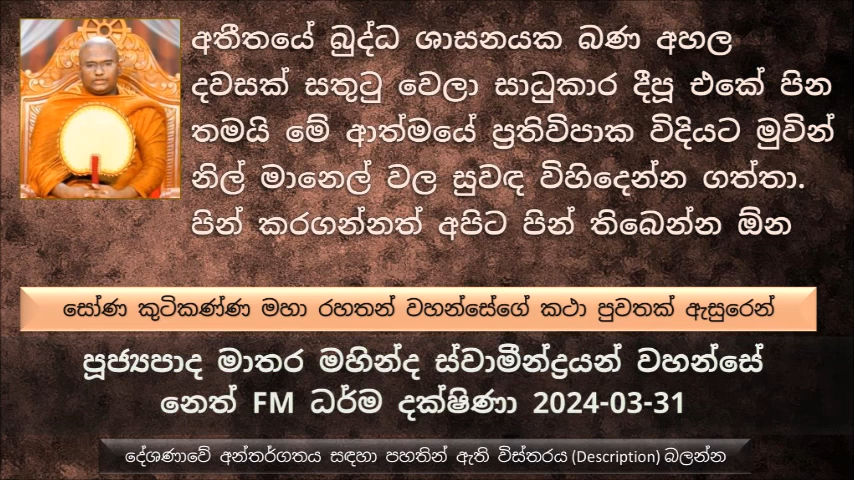 අතීතයේ බුද්ධ ශාසනයක බණ අහල
දවසක් සතුටු වෙලා සාධුකාර දීපූ එකේ පින
තමයි මේ ආත්මයේ ප්‍රතිවිපාක විදියට මුවින්
නිල් මානෙල් වල සුවඳ විහිදෙන්න ගත්තා.
පින් කරගන්නත් අපිට පින් තිබෙන්න ඕන
සෝණ කුටිකණ්ණ මහා රහතන් වහන්සේගේ කථා පුවතක් ඇසුරෙන්
පූජ්‍යපාද මාතර මහින්ද ස්වාමීන්ද්‍රයන් වහන්සේ
නෙත් FM ධර්ම දක්ෂිණා 2024-03-31
දේශණාවේ අන්තර්ගතය සඳහා පහතින් ඇති විස්තරය (Description) බලන්න